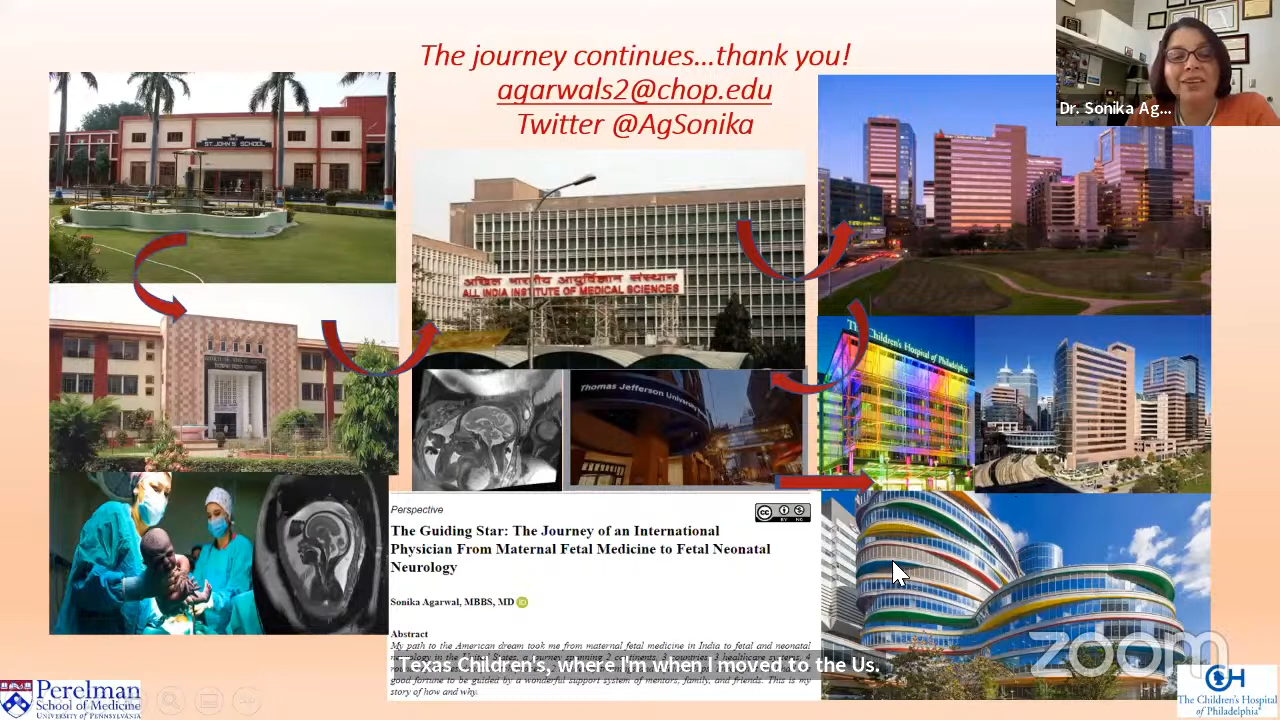 The journey continues...thank you!
agarwals2@chop.edu
Twitter @AgSonika
Dr. Sonika Ag...
ST. JOHN'S SCHOOL
अखिल भारतीय आयुर्विज्ञान संस्थान
ALL INDIA INSTITUTE OF MEDICAL SCIENCES
The Children's Hospital of Philadelphia
Thomas Jefferson University
Perspective
CC BY NC
The Guiding Star: The Journey of an International
Physician From Maternal Fetal Medicine to Fetal Neonatal
Neurology
Sonika Agarwal, MBBS, MD iD
Abstract
My path to the American dream took me from maternal fetal medicine in India to fetal and neonatal
good fortune to be guided by a wonderful support system of mentors, family, and friends. This is my
story of how and why.
Texas Children's, where I'm when I moved to the Us.
zoom
Perelman
School of Medicine
University of Pennsylvania
CH
The Children's Hospital
of Philadelphia